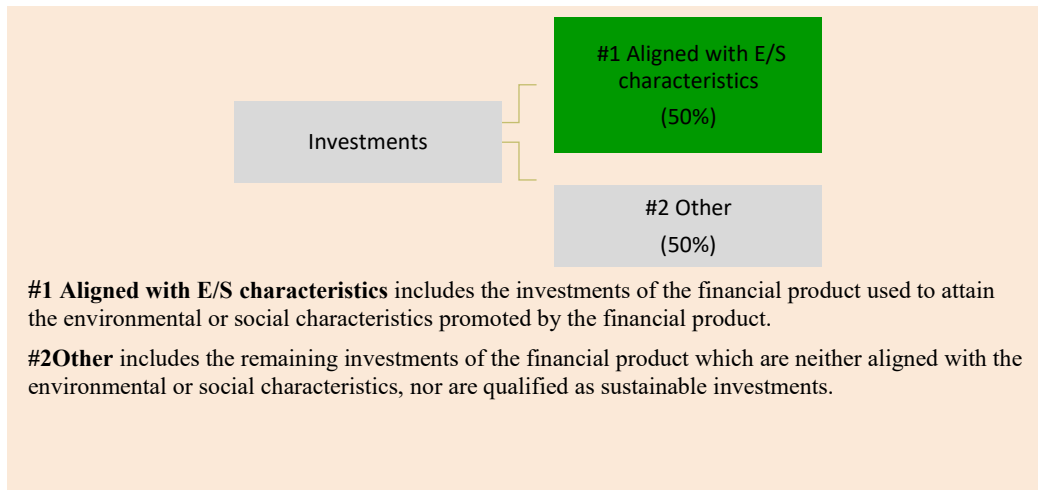 #1 Aligned with E/S
characteristics
(50%)
Investments
#2 Other
(50%)
#1 Aligned with E/S characteristics includes the investments of the financial product used to attain
the environmental or social characteristics promoted by the financial product.
#2Other includes the remaining investments of the financial product which are neither aligned with the
environmental or social characteristics, nor are qualified as sustainable investments.